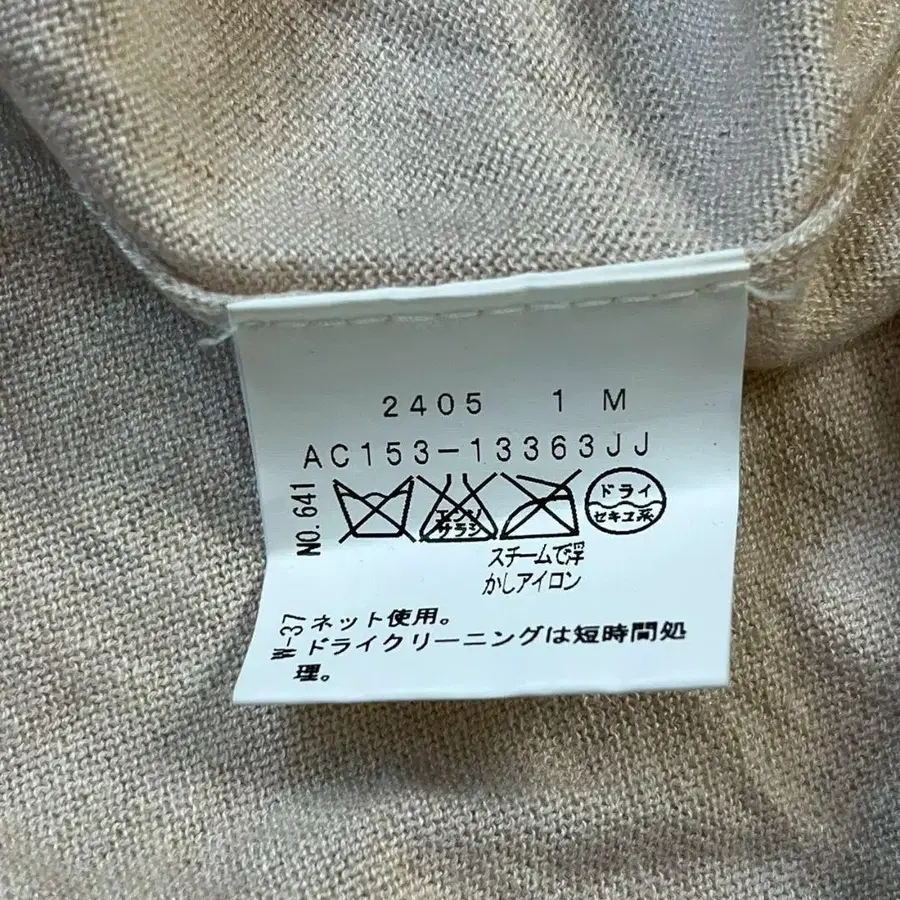 2405 1 M
AC153-13363JJ
NO.641
エンソ
サラシ
ドライ
セキユ系
スチームで浮
かしアイロン
W-37
ネット使用。
ドライクリーニングは短時間処
理。